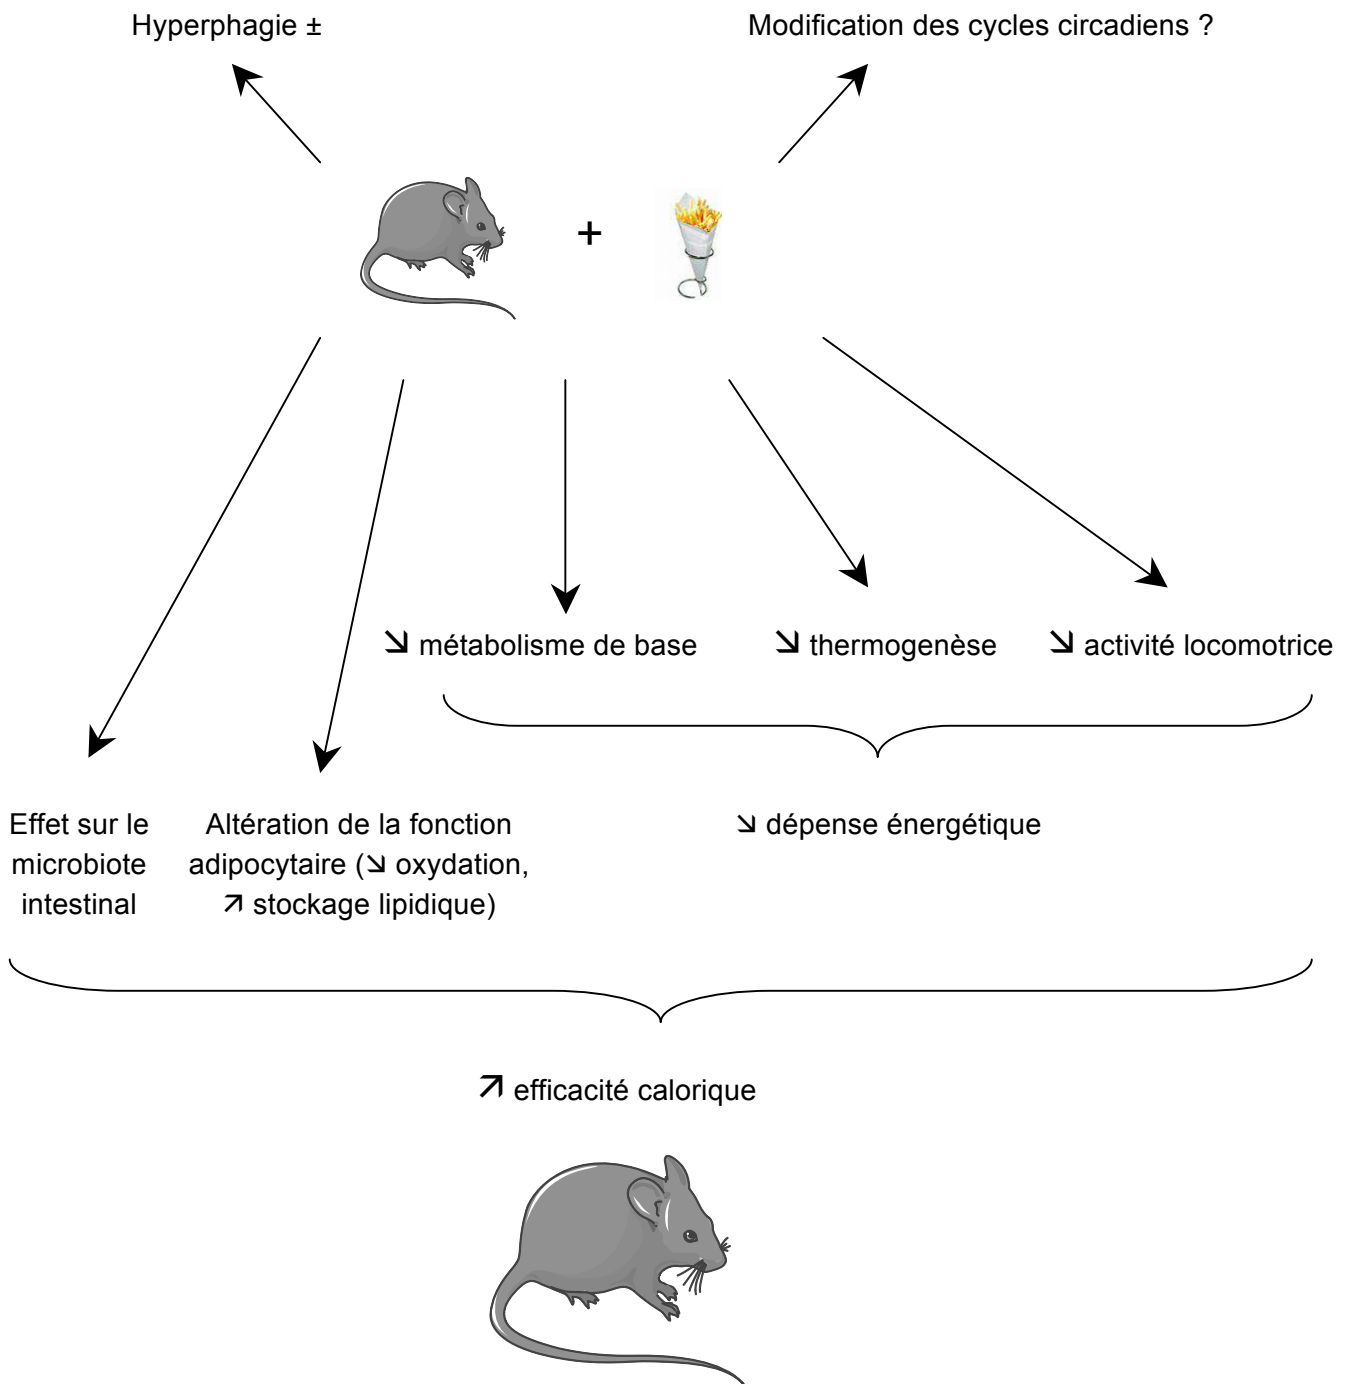 Hyperphagie ±
Modification des cycles circadiens ?
+
↘ métabolisme de base
↘ thermogenèse
↘ activité locomotrice
Effet sur le
microbiote
intestinal
Altération de la fonction
adipocytaire (↘ oxydation,
↗ stockage lipidique)
↘ dépense énergétique
↗ efficacité calorique